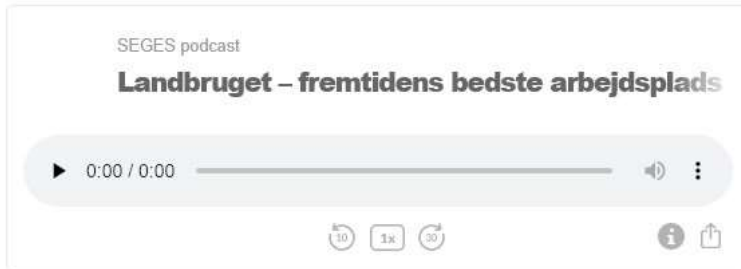 SEGES podcast
Landbruget – fremtidens bedste arbejdsplads
0:00 / 0:00
10 1x 30